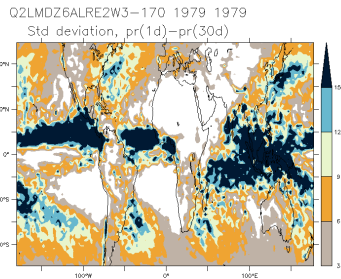 Q2LMDZ6ALRE2W3-170 1979 1979
Std deviation, pr(1d)-pr(30d)
15
12
9
6
3
0°
100°W
0°
100°E